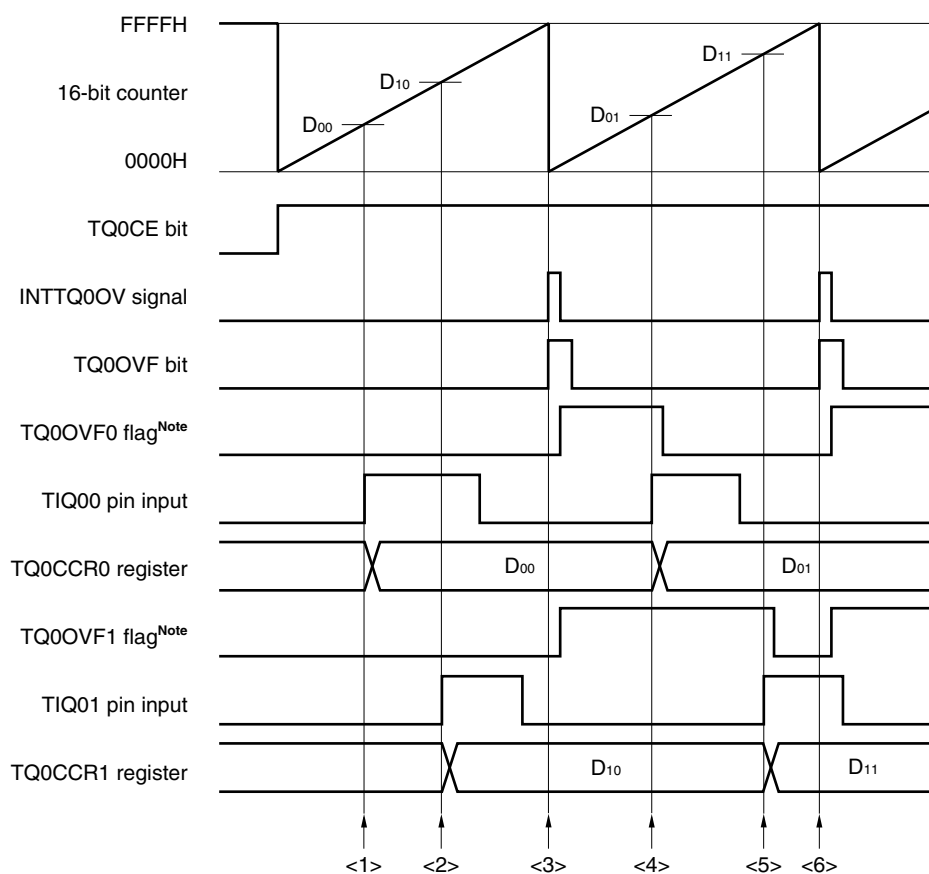 FFFFH
D11
D10
16-bit counter
D01
D00
0000H
TQ0CE bit
INTTQ0OV signal
TQ0OVF bit
TQ0OVF0 flagNote
TIQ00 pin input
TQ0CCR0 register
D00
D01
TQ0OVF1 flagNote
TIQ01 pin input
TQ0CCR1 register
D10
D11
<1> <2> <3> <4> <5> <6>